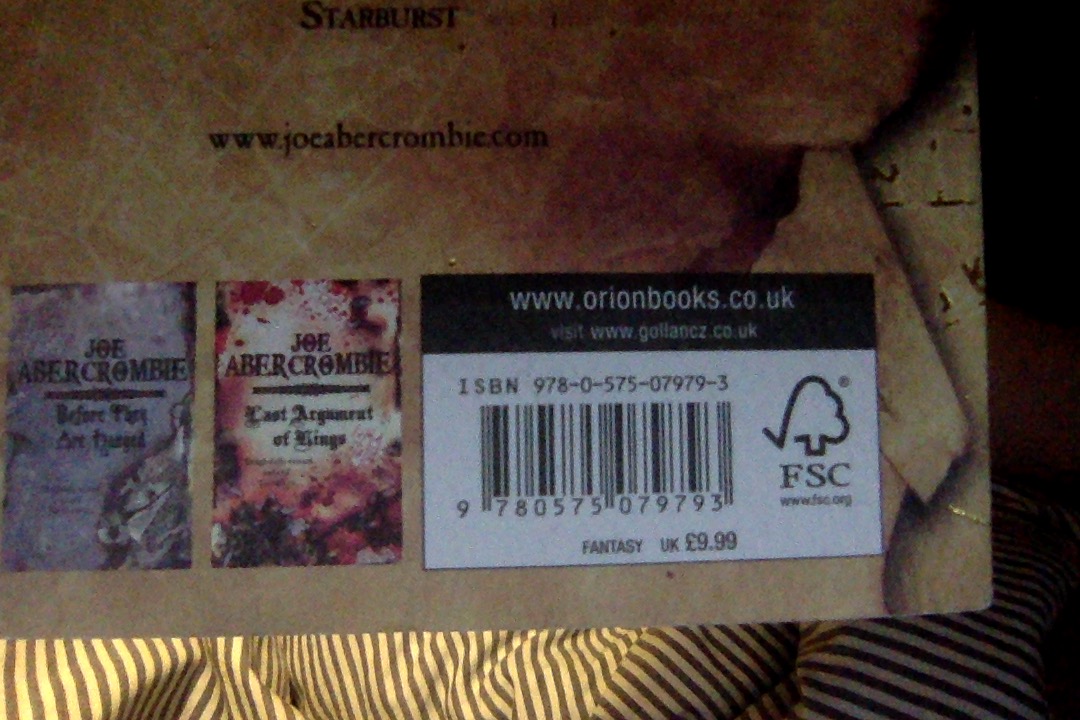 STARBURST
www.joeabercrombie.com
JOE
ABERCROMBIE
Before They
Are Hanged
JOE
ABERCROMBIE
Last Argument
of Kings
www.orionbooks.co.uk
visit www.gollancz.co.uk
ISBN 978-0-575-07979-3
9 780575 079793
FANTASY UK £9.99
®
FSC
www.fsc.org